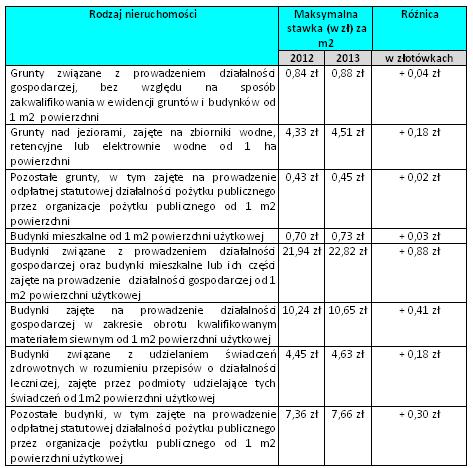 Rodzaj nieruchomości Maksymalna Różnica
stawka (w zł) za
m2
2012 2013 w złotówkach
Grunty związane z prowadzeniem działalności 0,84 zł 0,88 zł + 0,04 zł
gospodarczej, bez względu na sposób
zakwalifikowania w ewidencji gruntów i budynków od
1 m2 powierzchni
Grunty nad jeziorami, zajęte na zbiorniki wodne, 4,33 zł 4,51 zł + 0,18 zł
retencyjne lub elektrownie wodne od 1 ha
powierzchni
Pozostałe grunty, w tym zajęte na prowadzenie 0,43 zł 0,45 zł + 0,02 zł
odpłatnej statutowej działalności pożytku publicznego
przez organizacje pożytku publicznego od 1 m2
powierzchni
Budynki mieszkalne od 1 m2 powierzchni użytkowej 0,70 zł 0,73 zł + 0,03 zł
Budynki związane z prowadzeniem działalności 21,94 zł 22,82 zł + 0,88 zł
gospodarczej oraz budynki mieszkalne lub ich części
zajęte na prowadzenie działalności gospodarczej od 1
m2 powierzchni użytkowej
Budynki zajęte na prowadzenie działalności 10,24 zł 10,65 zł + 0,41 zł
gospodarczej w zakresie obrotu kwalifikowanym
materiałem siewnym od 1 m2 powierzchni użytkowej
Budynki związane z udzielaniem świadczeń 4,45 zł 4,63 zł + 0,18 zł
zdrowotnych w rozumieniu przepisów o działalności
leczniczej, zajęte przez podmioty udzielające tych
świadczeń od 1m2 powierzchni użytkowej
Pozostałe budynki, w tym zajęte na prowadzenie 7,36 zł 7,66 zł + 0,30 zł
odpłatnej statutowej działalności pożytku publicznego
przez organizacje pożytku publicznego od 1 m2
powierzchni użytkowej